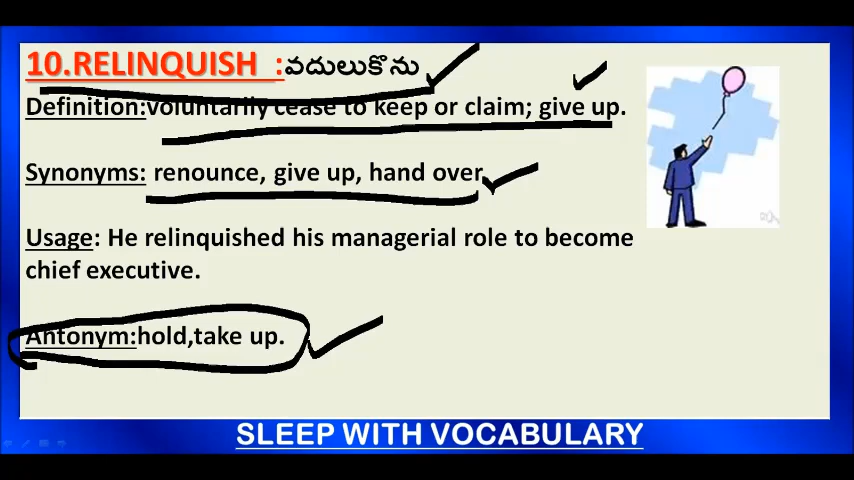 10.RELINQUISH :వదులుకొను
Definition:voluntarily cease to keep or claim; give up.
Synonyms: renounce, give up, hand over
Usage: He relinquished his managerial role to become
chief executive.
Antonym:hold,take up.
SLEEP WITH VOCABULARY